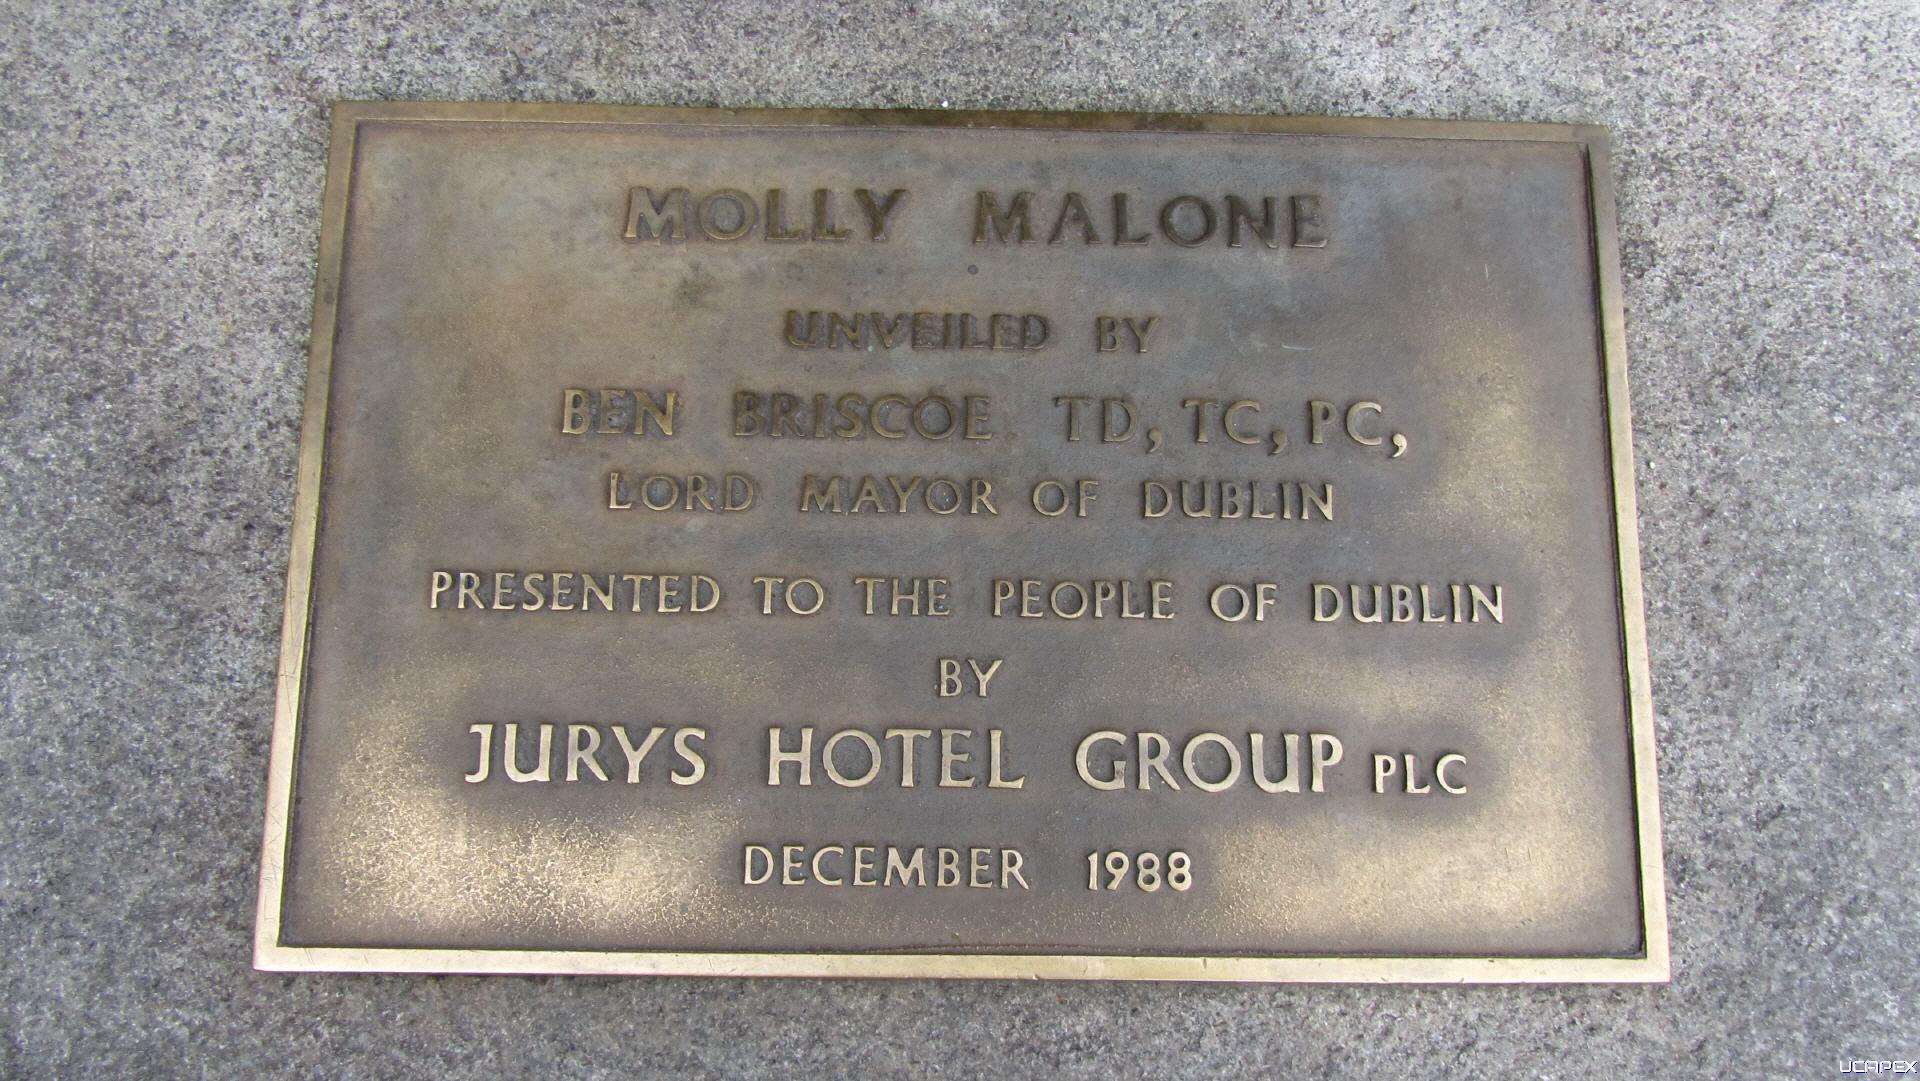 MOLLY MALONE
UNVEILED BY
BEN BRISCOE TD, TC, PC,
LORD MAYOR OF DUBLIN
PRESENTED TO THE PEOPLE OF DUBLIN
BY
JURYS HOTEL GROUP PLC
DECEMBER 1988
UCAPEX